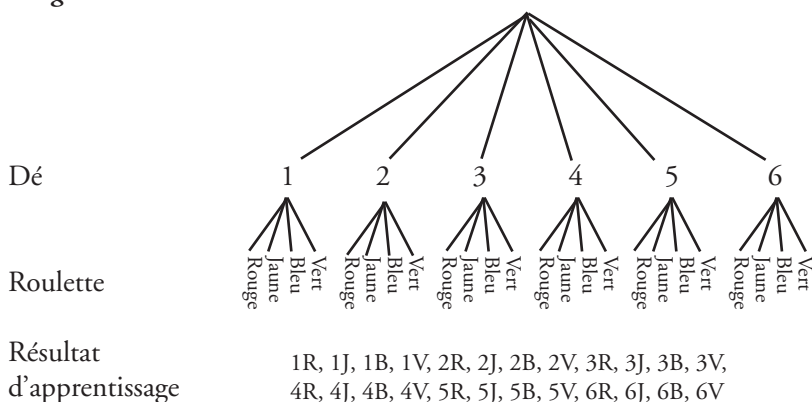 Dé 1 2 3 4 5 6
Roulette Rouge Jaune Bleu Vert Rouge Jaune Bleu Vert Rouge Jaune Bleu Vert Rouge Jaune Bleu Vert Rouge Jaune Bleu Vert Rouge Jaune Bleu
Résultat
d'apprentissage
1R, 1J, 1B, 1V, 2R, 2J, 2B, 2V, 3R, 3J, 3B, 3V,
4R, 4J, 4B, 4V, 5R, 5J, 5B, 5V, 6R, 6J, 6B, 6V